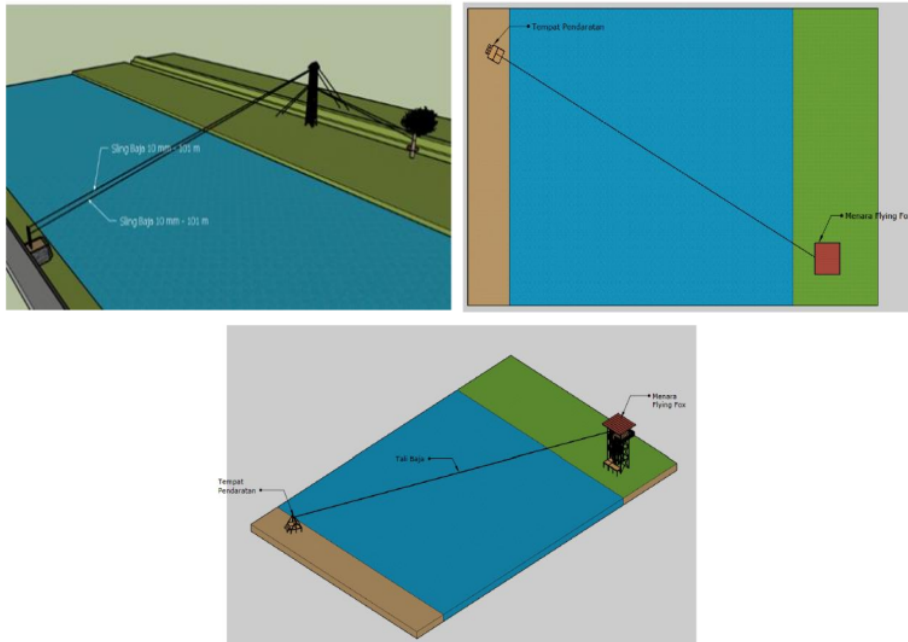 Sling Baja 10 mm - 101 m
Sling Baja 10 mm - 101 m
Tempat Pendaratan
Menara Flying Fo
Menara
Flying Fox
Tali Baja
Tempat
Pendaratan